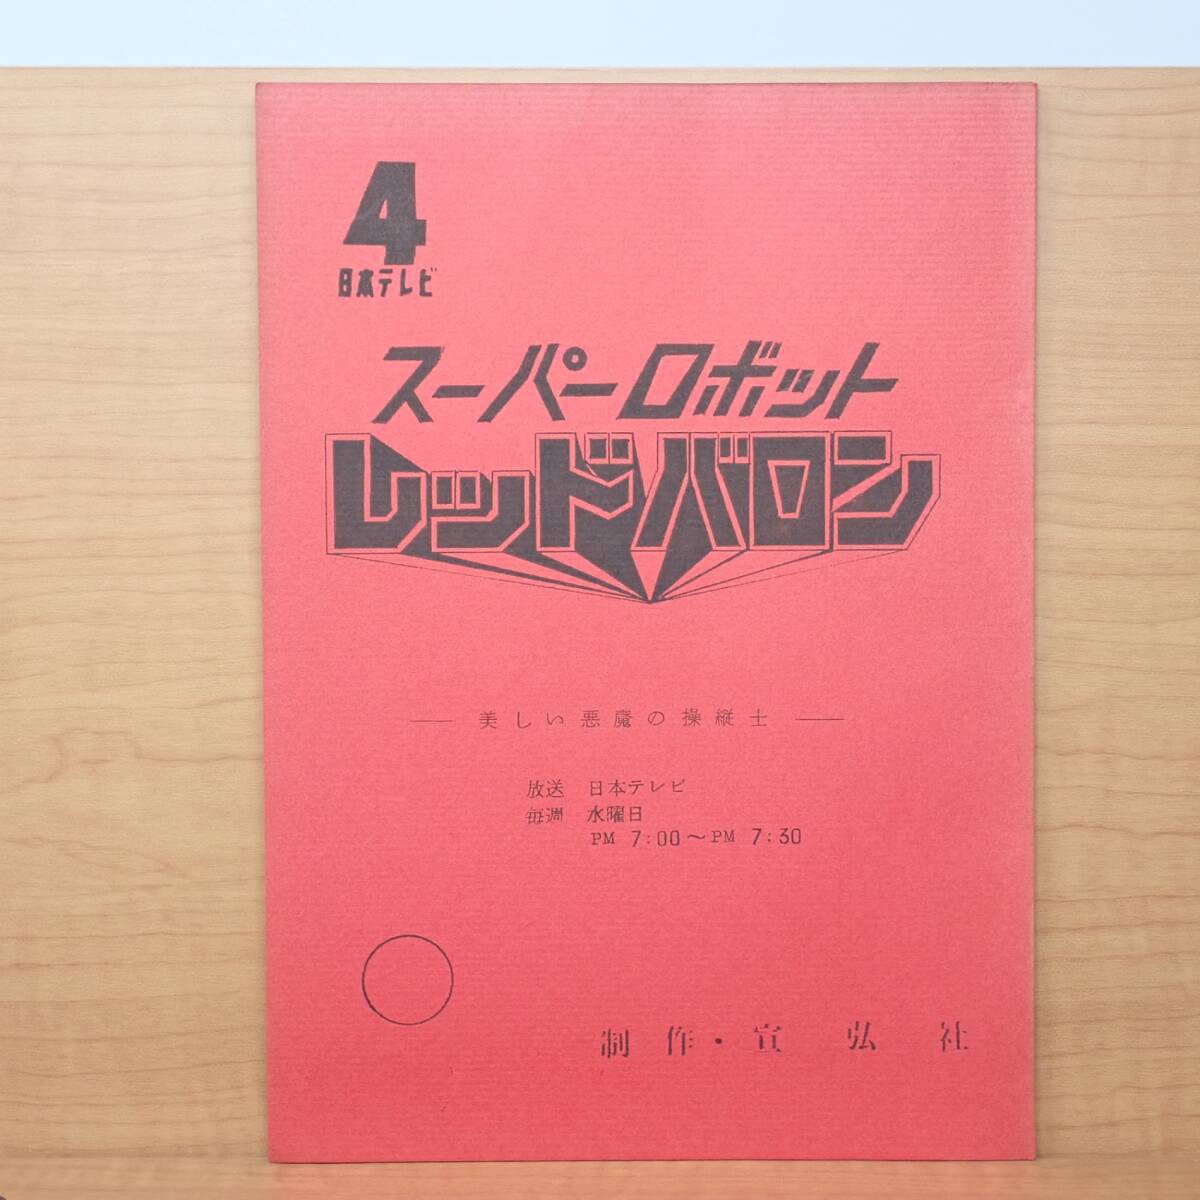 4
日本テレビ
スーパーロボット
レッドバロン
— 美しい悪魔の操縦士 —
放送 日本テレビ
毎週 水曜日
PM 7:00～PM 7:30
制作・宣弘社